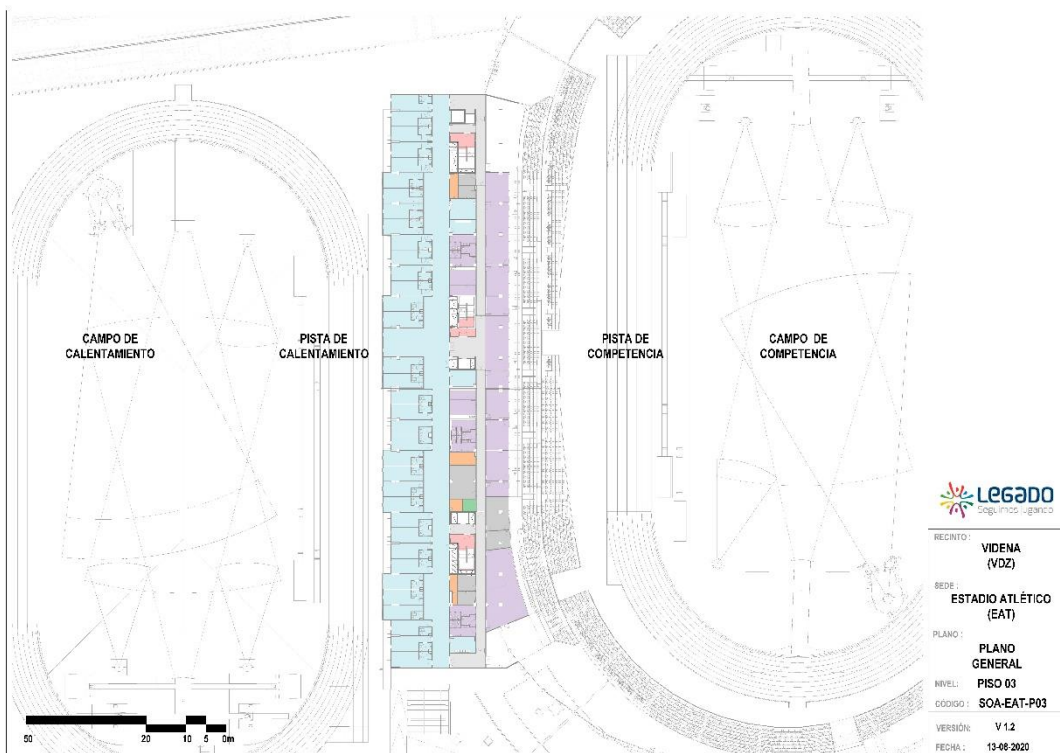 CAMPO DE
CALENTAMIENTO
PISTA DE
CALENTAMIENTO
PISTA DE
COMPETENCIA
CAMPO DE
COMPETENCIA
50
20
10
5
0m
LEGADO
Seguimos jugando
RECINTO :
VIDENA
(VDZ)
SEDE :
ESTADIO ATLÉTICO
(EAT)
PLANO :
PLANO
GENERAL
NIVEL: PISO 03
CÓDIGO : SOA-EAT-P03
VERSIÓN: V 1.2
FECHA : 13-08-2020